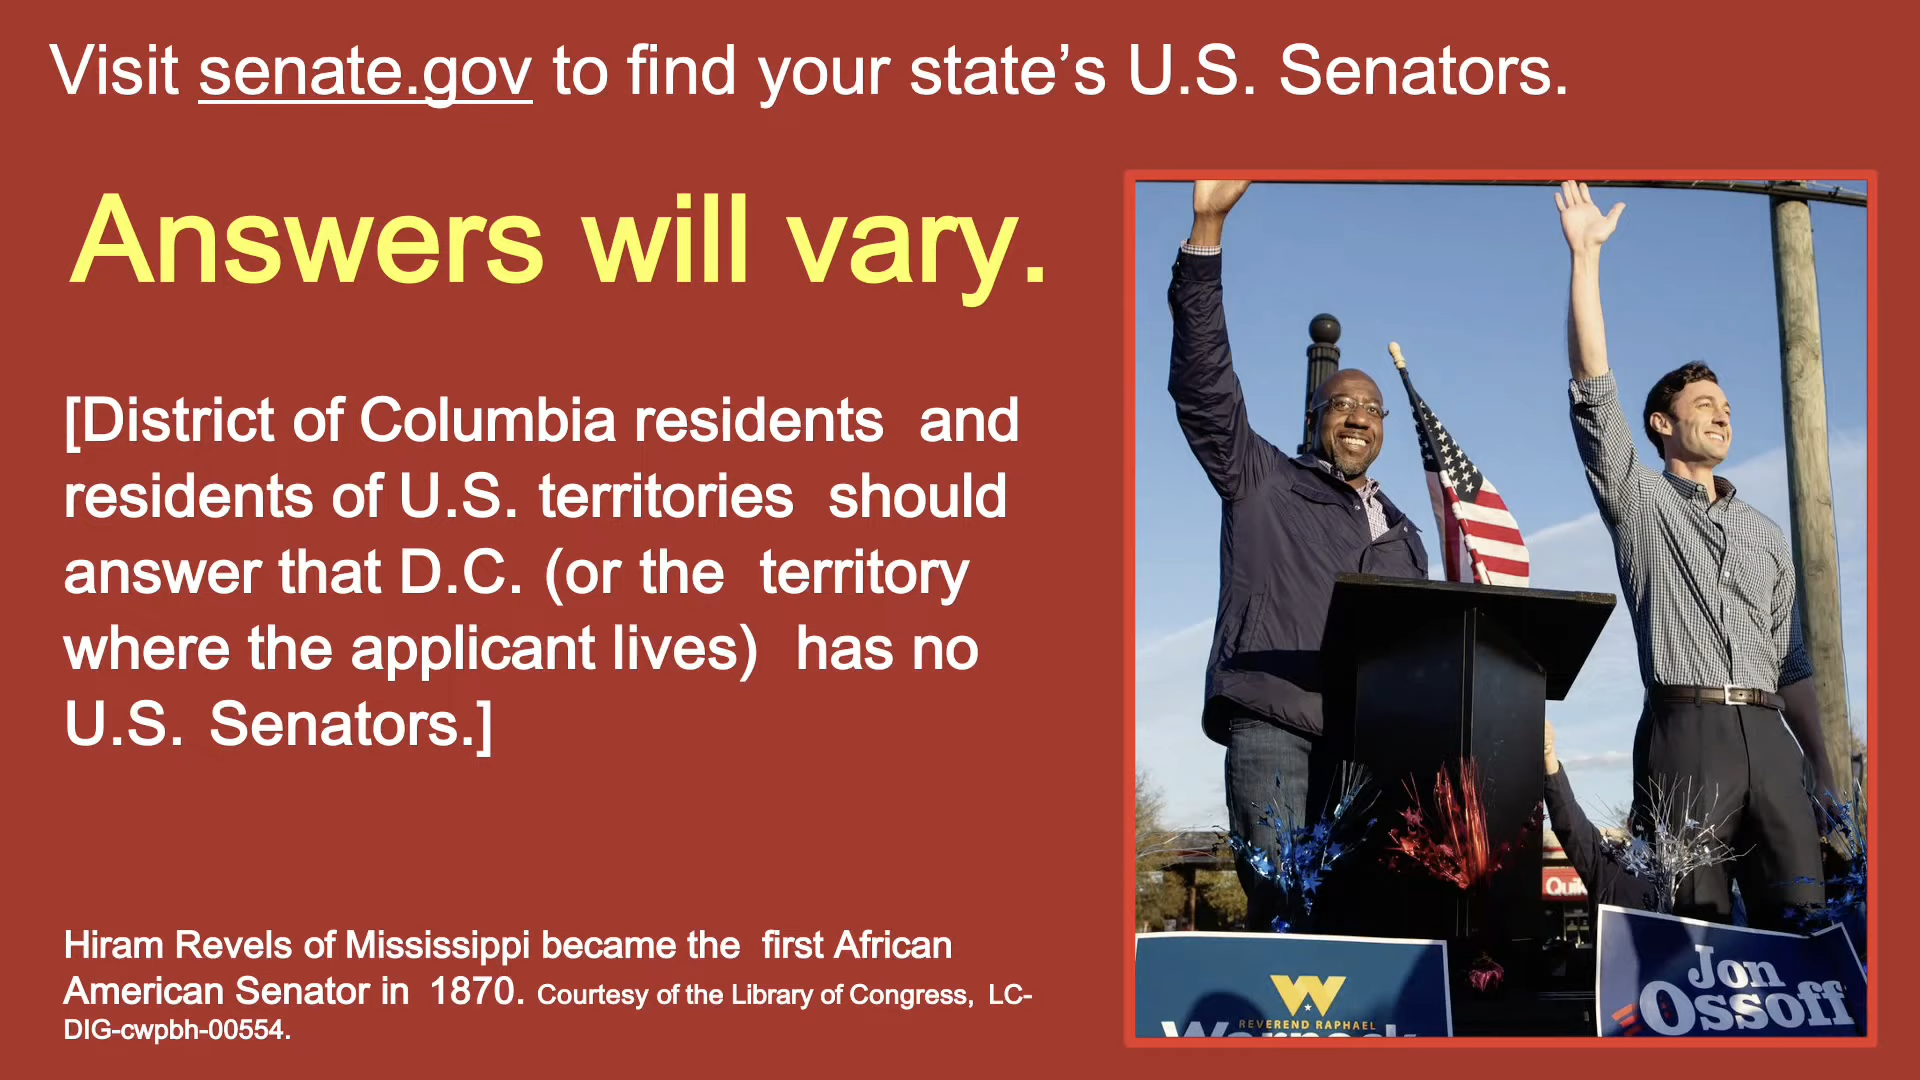 Visit senate.gov to find your state’s U.S. Senators.
Answers will vary.
[District of Columbia residents and
residents of U.S. territories should
answer that D.C. (or the territory
where the applicant lives) has no
U.S. Senators.]
Hiram Revels of Mississippi became the first African
American Senator in 1870. Courtesy of the Library of Congress, LC-
DIG-cwpbh-00554.
W
REVEREND RAPHAEL
Warnock
Jon
Ossoff